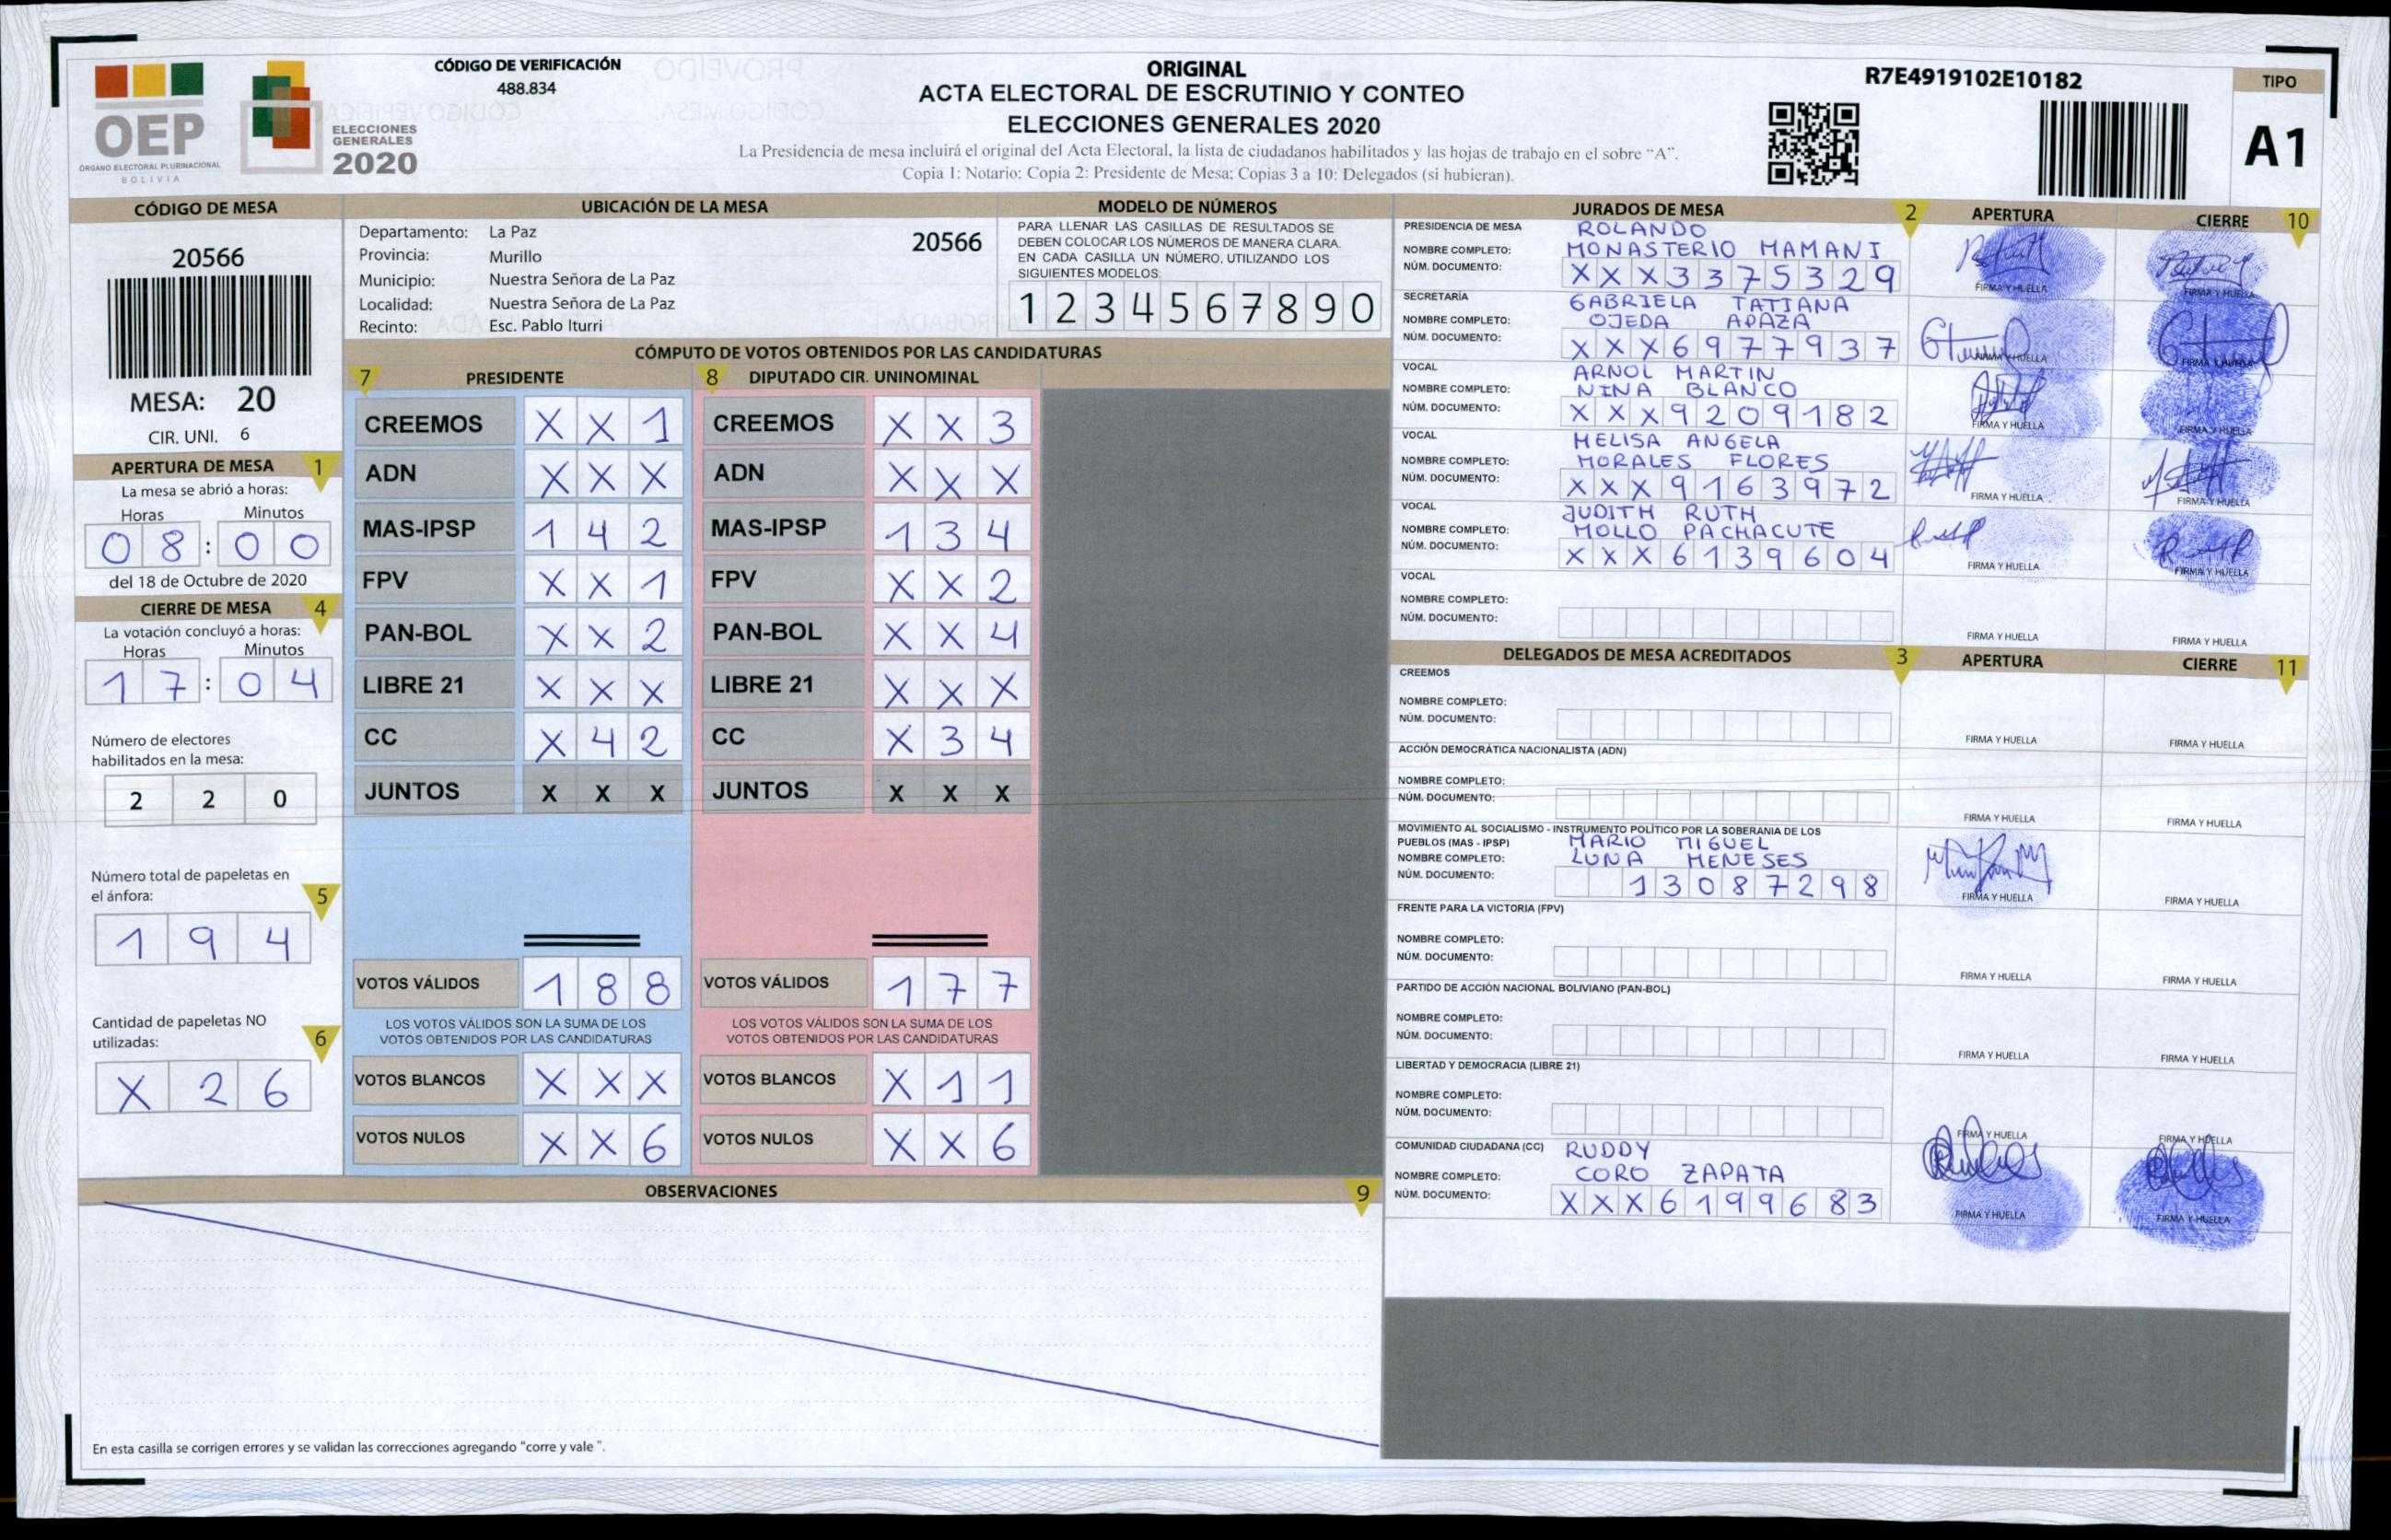 OEP
ÓRGANO ELECTORAL PLURINACIONAL
BOLIVIA
ELECCIONES
GENERALES
2020
CÓDIGO DE VERIFICACIÓN
488.834
ORIGINAL
ACTA ELECTORAL DE ESCRUTINIO Y CONTEO
ELECCIONES GENERALES 2020
La Presidencia de mesa incluirá el original del Acta Electoral, la lista de ciudadanos habilitados y las hojas de trabajo en el sobre "A".
Copia 1: Notario; Copia 2: Presidente de Mesa; Copias 3 a 10: Delegados (si hubieran).
R7E4919102E10182
TIPO
A1
CÓDIGO DE MESA
20566
MESA: 20
CIR. UNI. 6
APERTURA DE MESA 1
La mesa se abrió a horas:
Horas Minutos
08:00
del 18 de Octubre de 2020
CIERRE DE MESA 4
La votación concluyó a horas:
Horas Minutos
17:04
Número de electores
habilitados en la mesa:
2 2 0
Número total de papeletas en
el ánfora: 5
1 9 4
Cantidad de papeletas NO
utilizadas: 6
X 2 6
UBICACIÓN DE LA MESA
Departamento: La Paz 20566
Provincia: Murillo
Municipio: Nuestra Señora de La Paz
Localidad: Nuestra Señora de La Paz
Recinto: Esc. Pablo Iturri
MODELO DE NÚMEROS
PARA LLENAR LAS CASILLAS DE RESULTADOS SE
DEBEN COLOCAR LOS NÚMEROS DE MANERA CLARA.
EN CADA CASILLA UN NÚMERO, UTILIZANDO LOS
SIGUIENTES MODELOS:
1 2 3 4 5 6 7 8 9 0
CÓMPUTO DE VOTOS OBTENIDOS POR LAS CANDIDATURAS
7 PRESIDENTE 8 DIPUTADO CIR. UNINOMINAL
CREEMOS X X 1 CREEMOS X X 3
ADN X X X ADN X X X
MAS-IPSP 1 4 2 MAS-IPSP 1 3 4
FPV X X 1 FPV X X 2
PAN-BOL X X 2 PAN-BOL X X 4
LIBRE 21 X X X LIBRE 21 X X X
CC X 4 2 CC X 3 4
JUNTOS X X X JUNTOS X X X
VOTOS VÁLIDOS 1 8 8 VOTOS VÁLIDOS 1 7 7
LOS VOTOS VÁLIDOS SON LA SUMA DE LOS LOS VOTOS VÁLIDOS SON LA SUMA DE LOS
VOTOS OBTENIDOS POR LAS CANDIDATURAS VOTOS OBTENIDOS POR LAS CANDIDATURAS
VOTOS BLANCOS X X X VOTOS BLANCOS X 1 1
VOTOS NULOS X X 6 VOTOS NULOS X X 6
OBSERVACIONES 9
En esta casilla se corrigen errores y se validan las correcciones agregando "corre y vale ".
JURADOS DE MESA 2 APERTURA CIERRE 10
PRESIDENCIA DE MESA ROLANDO
NOMBRE COMPLETO: MONASTERIO MAMANI
NÚM. DOCUMENTO: X X X 3 3 7 5 3 2 9
FIRMA Y HUELLA FIRMA Y HUELLA
SECRETARÍA GABRIELA TATIANA
NOMBRE COMPLETO: OJEDA APAZA
NÚM. DOCUMENTO: X X X 6 9 7 7 9 3 7
FIRMA Y HUELLA FIRMA Y HUELLA
VOCAL ARNOL MARTIN
NOMBRE COMPLETO: NINA BLANCO
NÚM. DOCUMENTO: X X X 9 2 0 9 1 8 2
FIRMA Y HUELLA FIRMA Y HUELLA
VOCAL MELISA ANGELA
NOMBRE COMPLETO: MORALES FLORES
NÚM. DOCUMENTO: X X X 9 1 6 3 9 7 2
FIRMA Y HUELLA FIRMA Y HUELLA
VOCAL JUDITH RUTH
NOMBRE COMPLETO: MOLLO PACHACUTE
NÚM. DOCUMENTO: X X X 6 1 3 9 6 0 4
FIRMA Y HUELLA FIRMA Y HUELLA
VOCAL
NOMBRE COMPLETO:
NÚM. DOCUMENTO:
FIRMA Y HUELLA FIRMA Y HUELLA
DELEGADOS DE MESA ACREDITADOS 3 APERTURA CIERRE 11
CREEMOS
NOMBRE COMPLETO:
NÚM. DOCUMENTO:
FIRMA Y HUELLA FIRMA Y HUELLA
ACCIÓN DEMOCRÁTICA NACIONALISTA (ADN)
NOMBRE COMPLETO:
NÚM. DOCUMENTO:
FIRMA Y HUELLA FIRMA Y HUELLA
MOVIMIENTO AL SOCIALISMO - INSTRUMENTO POLÍTICO POR LA SOBERANIA DE LOS
PUEBLOS (MAS - IPSP) MARIO MIGUEL
NOMBRE COMPLETO: LUNA MENESES
NÚM. DOCUMENTO: 1 3 0 8 7 2 9 8
FIRMA Y HUELLA FIRMA Y HUELLA
FRENTE PARA LA VICTORIA (FPV)
NOMBRE COMPLETO:
NÚM. DOCUMENTO:
FIRMA Y HUELLA FIRMA Y HUELLA
PARTIDO DE ACCIÓN NACIONAL BOLIVIANO (PAN-BOL)
NOMBRE COMPLETO:
NÚM. DOCUMENTO:
FIRMA Y HUELLA FIRMA Y HUELLA
LIBERTAD Y DEMOCRACIA (LIBRE 21)
NOMBRE COMPLETO:
NÚM. DOCUMENTO:
FIRMA Y HUELLA FIRMA Y HUELLA
COMUNIDAD CIUDADANA (CC) RUDDY
NOMBRE COMPLETO: CORO ZAPATA
NÚM. DOCUMENTO: X X X 6 1 9 9 6 8 3
FIRMA Y HUELLA FIRMA Y HUELLA